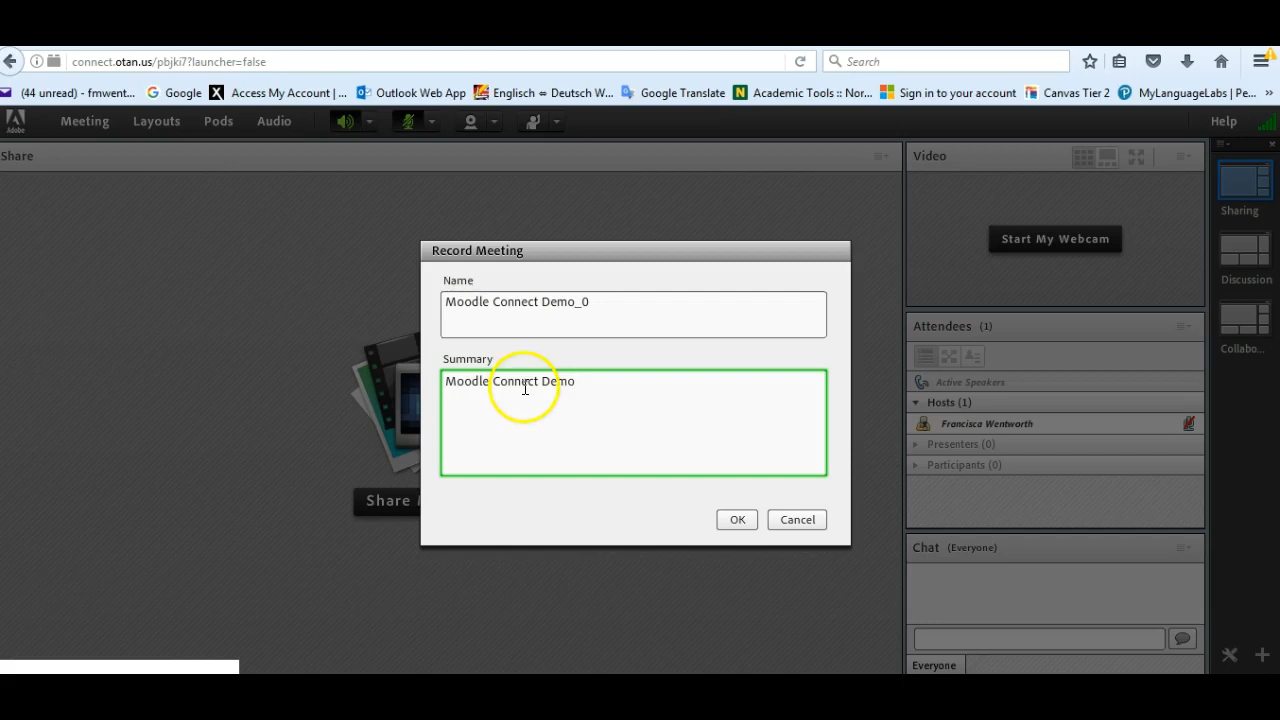 connect.otan.us/pbjki7?launcher=false
Search
(44 unread) - fmwent... Google Access My Account | ... Outlook Web App Englisch ⇔ Deutsch W... Google Translate Academic Tools :: Nor... Sign in to your account Canvas Tier 2 MyLanguageLabs | Pe... »
Adobe Meeting Layouts Pods Audio Help
Share
Video
Start My Webcam
Sharing
Discussion
Collabo...
Record Meeting
Name
Moodle Connect Demo_0
Summary
Moodle Connect Demo
OK Cancel
Share
Attendees (1)
Active Speakers
Hosts (1)
Francisca Wentworth
Presenters (0)
Participants (0)
Chat (Everyone)
Everyone